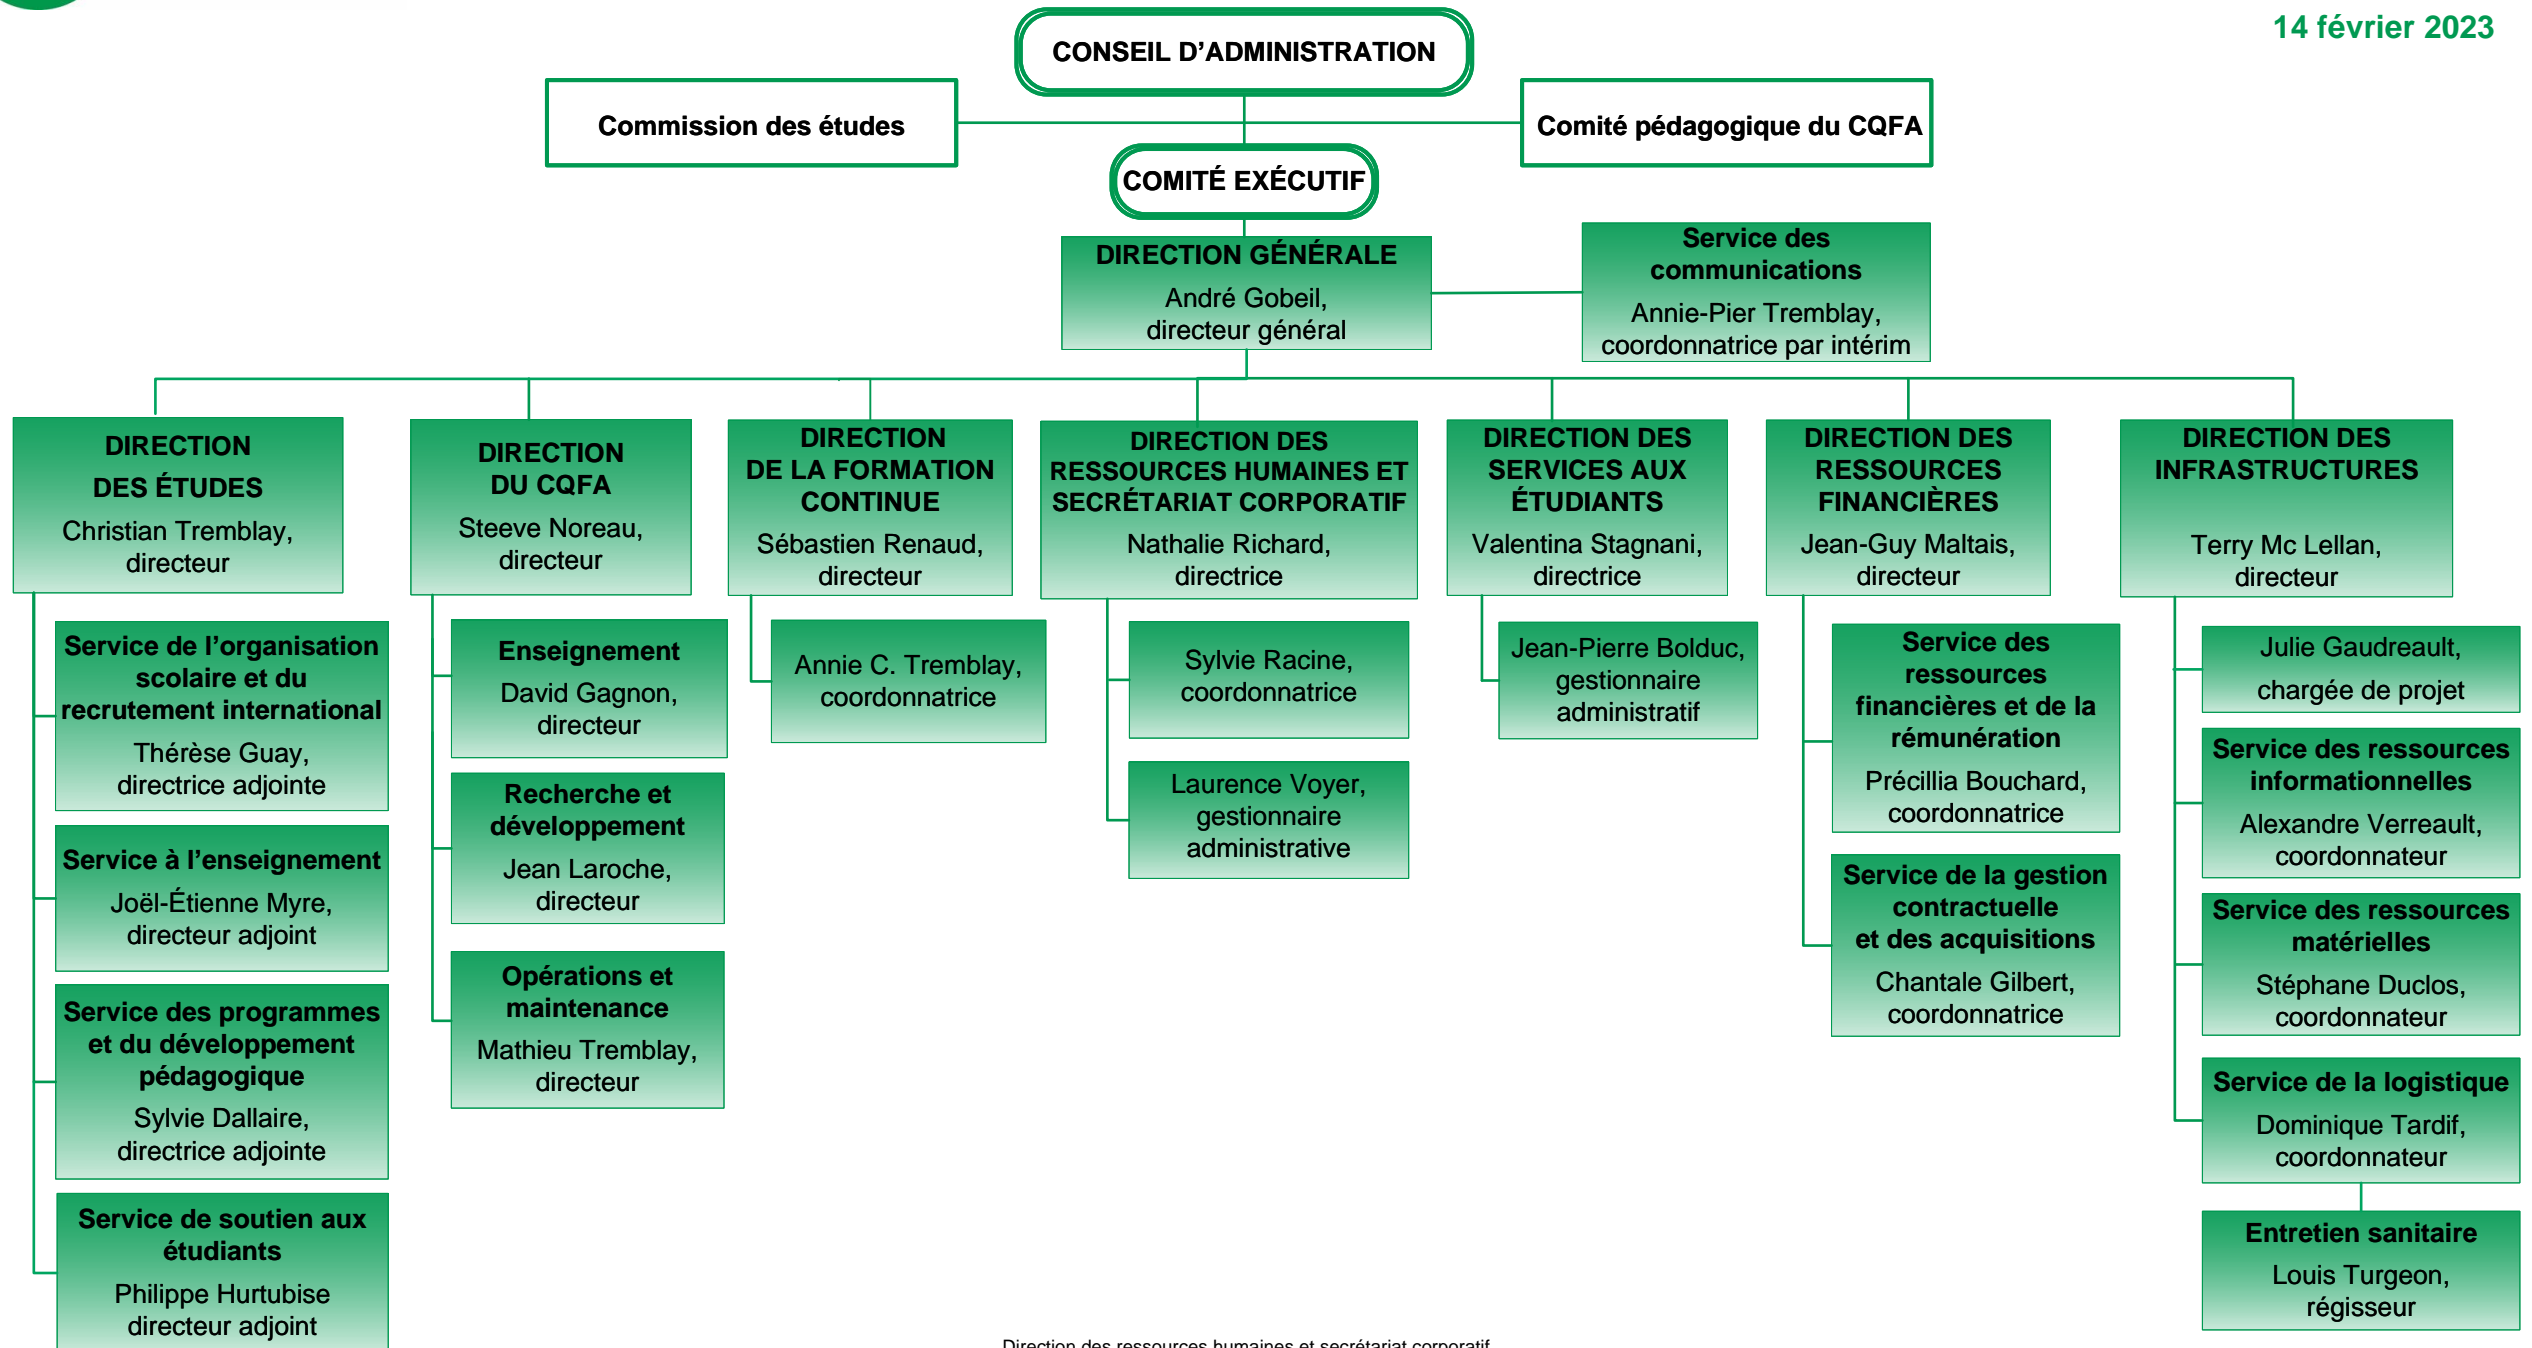 14 février 2023
CONSEIL D'ADMINISTRATION
Commission des études
Comité pédagogique du CQFA
COMITÉ EXÉCUTIF
DIRECTION GÉNÉRALE
André Gobeil,
directeur général
Service des
communications
Annie-Pier Tremblay,
coordonnatrice par intérim
DIRECTION
DES ÉTUDES
Christian Tremblay,
directeur
Service de l'organisation
scolaire et du
recrutement international
Thérèse Guay,
directrice adjointe
Service à l'enseignement
Joël-Étienne Myre,
directeur adjoint
Service des programmes
et du développement
pédagogique
Sylvie Dallaire,
directrice adjointe
Service de soutien aux
étudiants
Philippe Hurtubise
directeur adjoint
DIRECTION
DU CQFA
Steeve Noreau,
directeur
Enseignement
David Gagnon,
directeur
Recherche et
développement
Jean Laroche,
directeur
Opérations et
maintenance
Mathieu Tremblay,
directeur
DIRECTION
DE LA FORMATION
CONTINUE
Sébastien Renaud,
directeur
Annie C. Tremblay,
coordonnatrice
DIRECTION DES
RESSOURCES HUMAINES ET
SECRÉTARIAT CORPORATIF
Nathalie Richard,
directrice
Sylvie Racine,
coordonnatrice
Laurence Voyer,
gestionnaire
administrative
DIRECTION DES
SERVICES AUX
ÉTUDIANTS
Valentina Stagnani,
directrice
Jean-Pierre Bolduc,
gestionnaire
administratif
DIRECTION DES
RESSOURCES
FINANCIÈRES
Jean-Guy Maltais,
directeur
Service des
ressources
financières et de la
rémunération
Précillia Bouchard,
coordonnatrice
Service de la gestion
contractuelle
et des acquisitions
Chantale Gilbert,
coordonnatrice
DIRECTION DES
INFRASTRUCTURES
Terry Mc Lellan,
directeur
Julie Gaudreault,
chargée de projet
Service des ressources
informationnelles
Alexandre Verreault,
coordonnateur
Service des ressources
matérielles
Stéphane Duclos,
coordonnateur
Service de la logistique
Dominique Tardif,
coordonnateur
Entretien sanitaire
Louis Turgeon,
régisseur
Direction des ressources humaines et secrétariat corporatif